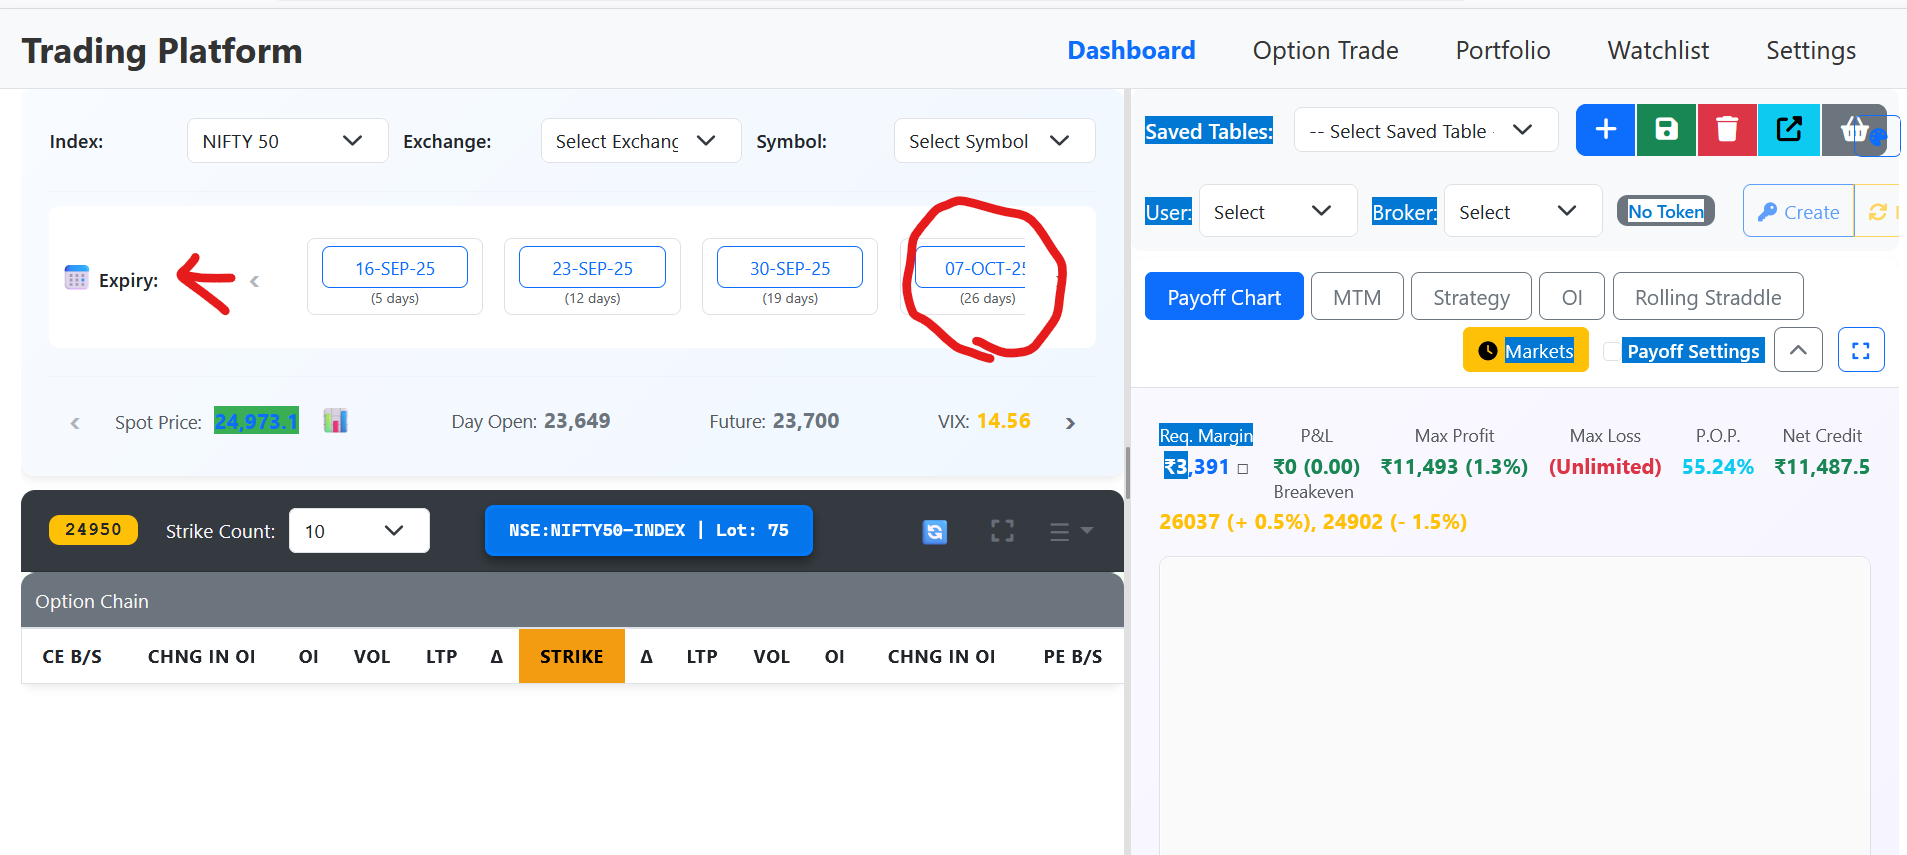 Trading Platform
Dashboard Option Trade Portfolio Watchlist Settings
Index: NIFTY 50 Exchange: Select Exchang Symbol: Select Symbol
Expiry:
16-SEP-25 23-SEP-25 30-SEP-25 07-OCT-25
(5 days) (12 days) (19 days) (26 days)
Spot Price: 24,973.1 Day Open: 23,649 Future: 23,700 VIX: 14.56
24950 Strike Count: 10 NSE:NIFTY50-INDEX | Lot: 75
Option Chain
CE B/S CHNG IN OI OI VOL LTP Δ STRIKE Δ LTP VOL OI CHNG IN OI PE B/S
Saved Tables: -- Select Saved Table
User: Select Broker: Select No Token Create
Payoff Chart MTM Strategy OI Rolling Straddle
Markets Payoff Settings
Req. Margin P&L Max Profit Max Loss P.O.P. Net Credit
₹3,391 ₹0 (0.00) ₹11,493 (1.3%) (Unlimited) 55.24% ₹11,487.5
Breakeven
26037 (+ 0.5%), 24902 (- 1.5%)